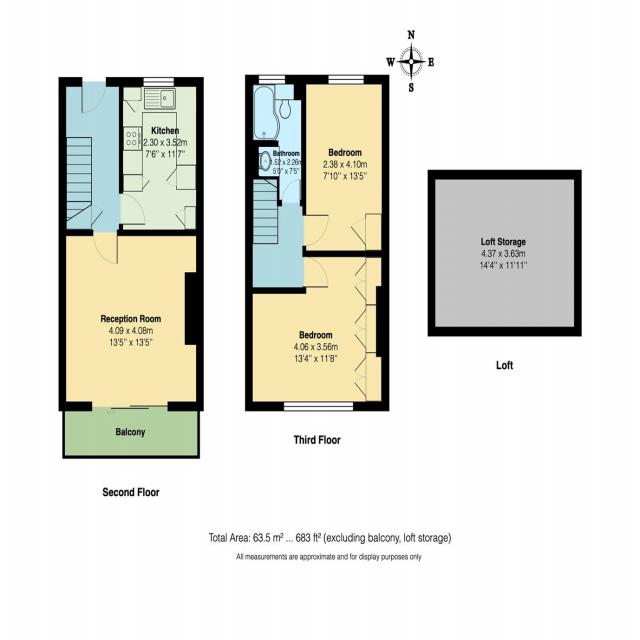 N
W E
S
Kitchen
2.30 x 3.52m
7'6" x 11'7"
Bathroom
1.52 x 2.26m
5'0" x 7'5"
Bedroom
2.38 x 4.10m
7'10" x 13'5"
Loft Storage
4.37 x 3.63m
14'4" x 11'11"
Reception Room
4.09 x 4.08m
13'5" x 13'5"
Bedroom
4.06 x 3.56m
13'4" x 11'8"
Loft
Balcony
Third Floor
Second Floor
Total Area: 63.5 m² ... 683 ft² (excluding balcony, loft storage)
All measurements are approximate and for display purposes only